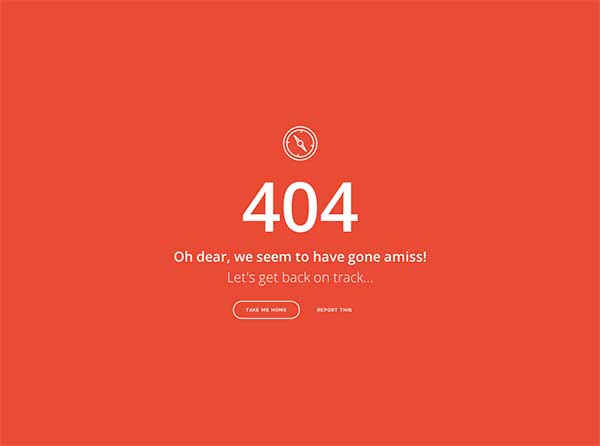 404
Oh dear, we seem to have gone amiss!
Let's get back on track...
TAKE ME HOME REPORT THIS